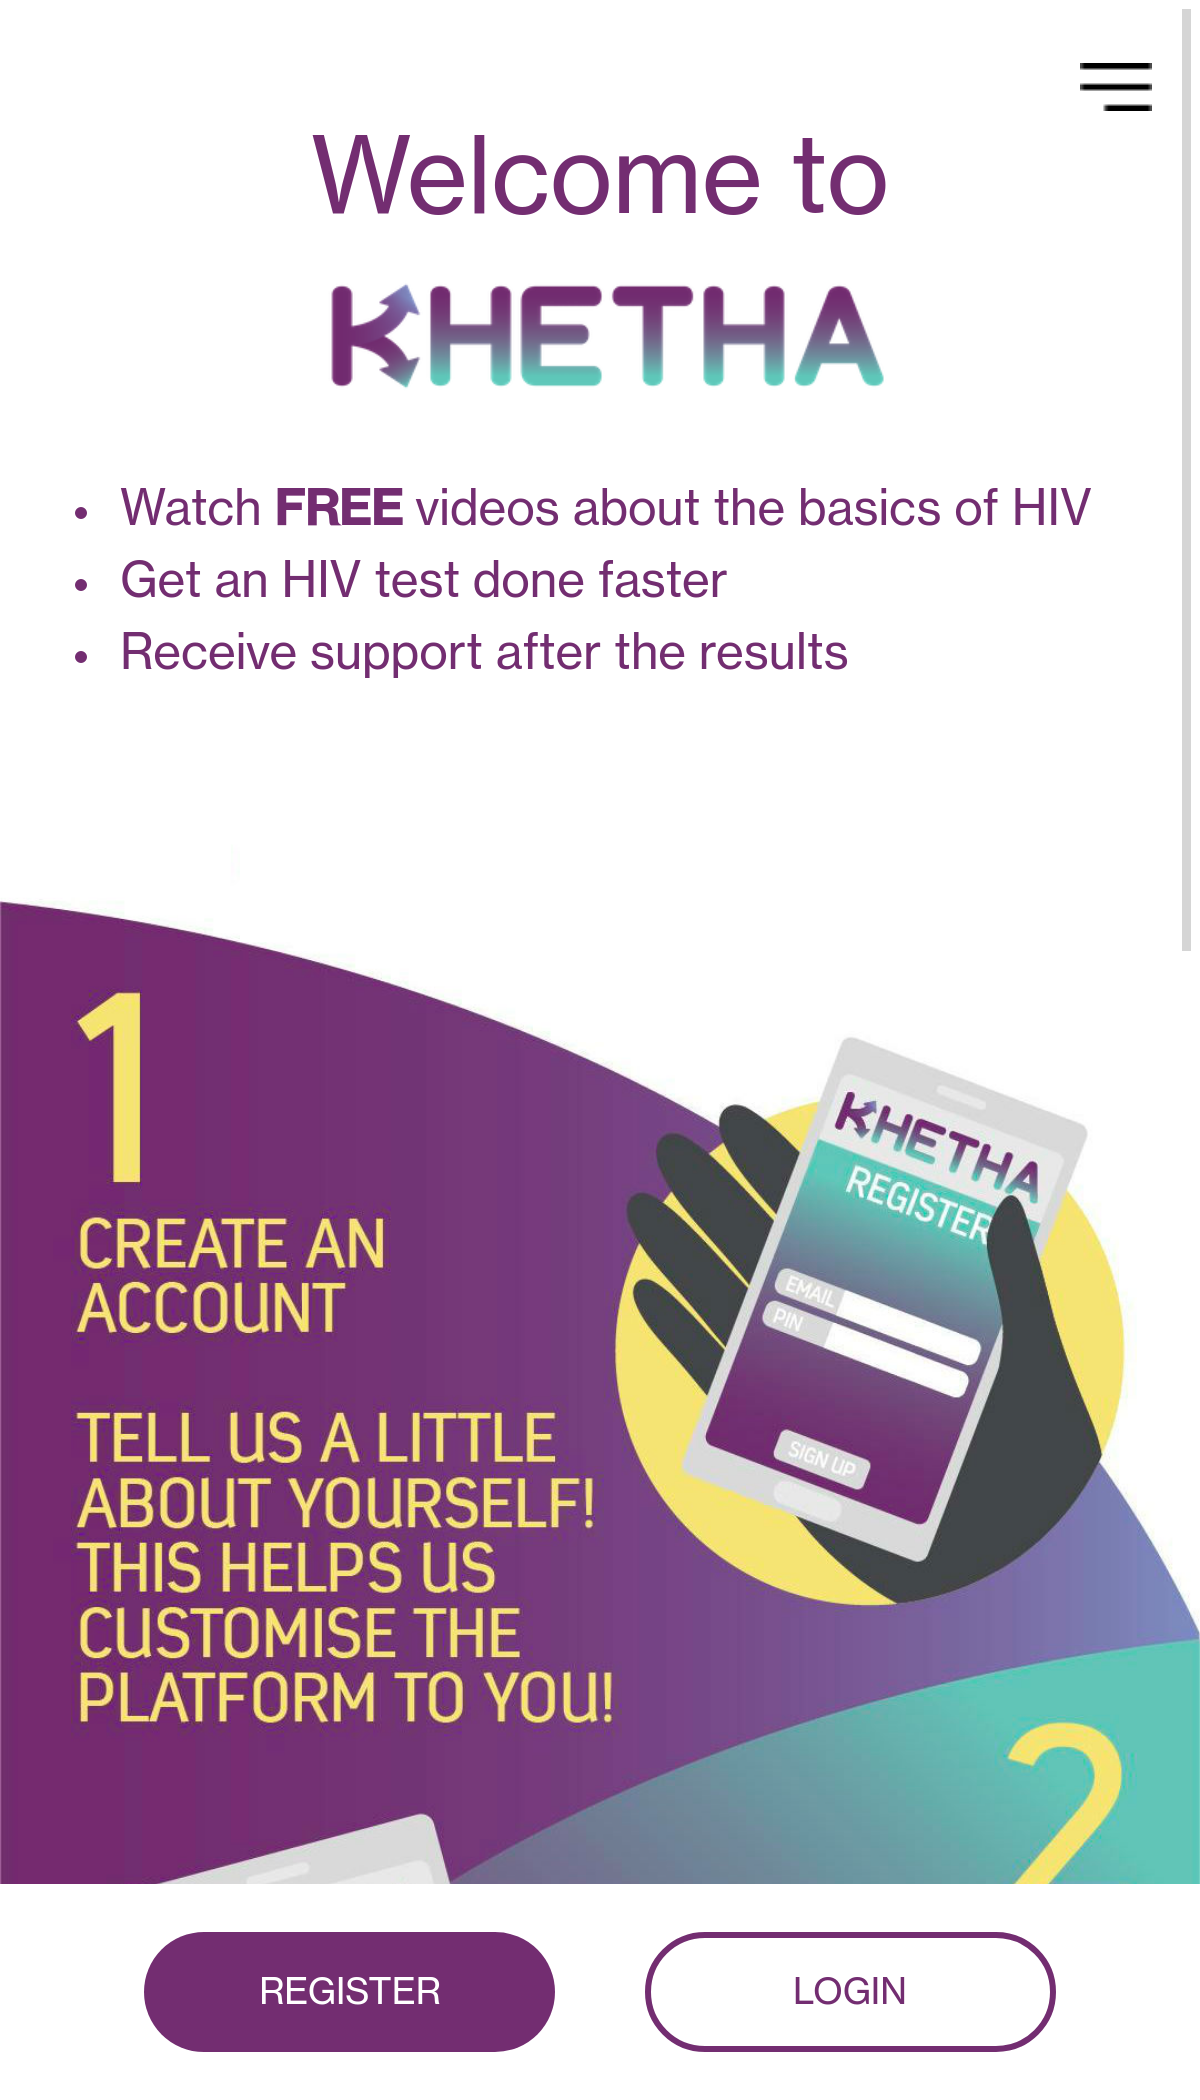 Welcome to
KHETHA
• Watch FREE videos about the basics of HIV
• Get an HIV test done faster
• Receive support after the results
1
CREATE AN
ACCOUNT
TELL US A LITTLE
ABOUT YOURSELF!
THIS HELPS US
CUSTOMISE THE
PLATFORM TO YOU!
KHETHA
REGISTER
EMAIL
PIN
SIGN UP
2
REGISTER
LOGIN